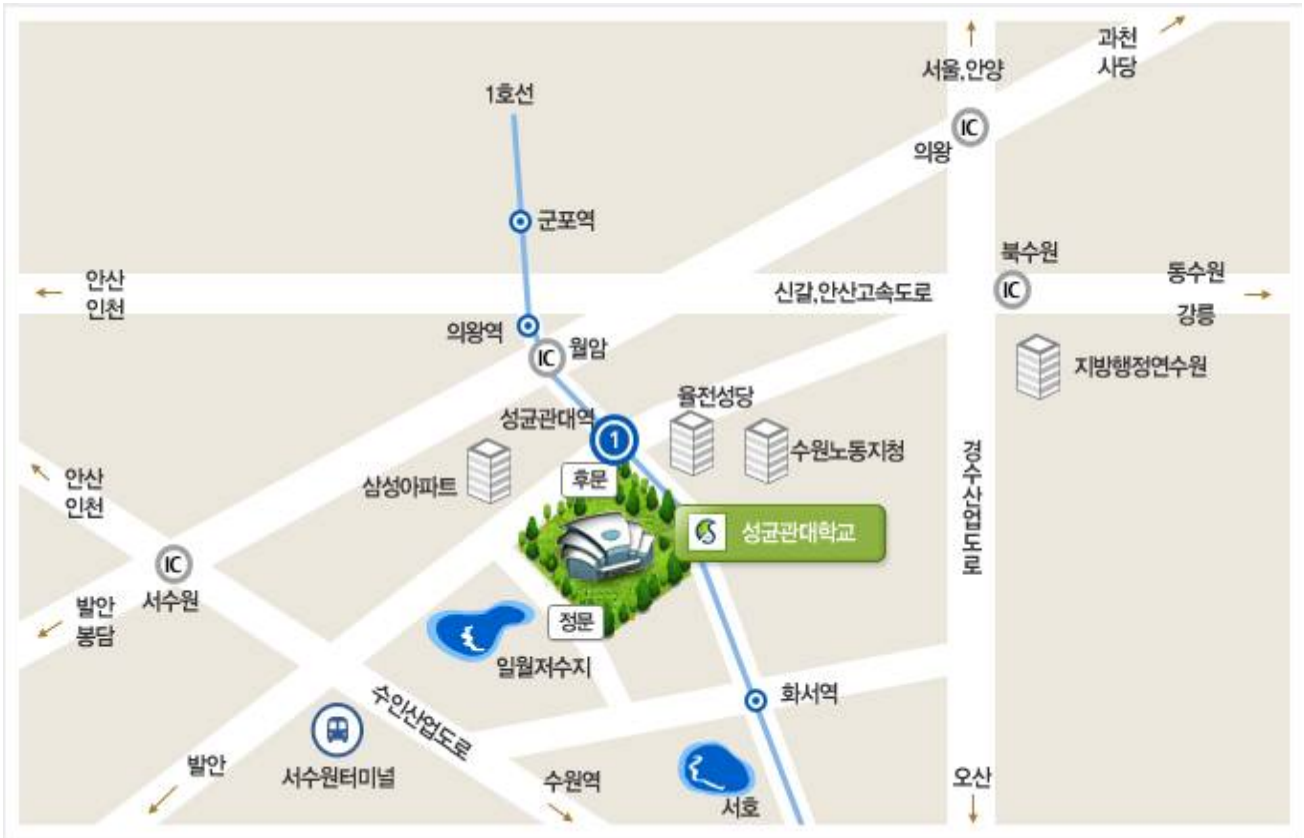 과천
사당
서울,안양
1호선
IC
의왕
군포역
북수원
안산
인천
신갈,안산고속도로
IC
동수원
강릉
의왕역
IC
월암
지방행정연수원
율전성당
성균관대역
1
수원노동지청
삼성아파트
후문
안산
인천
경수산업도로
성균관대학교
IC
서수원
발안
봉담
정문
일월저수지
화서역
수인산업도로
발안
서수원터미널
수원역
서호
오산